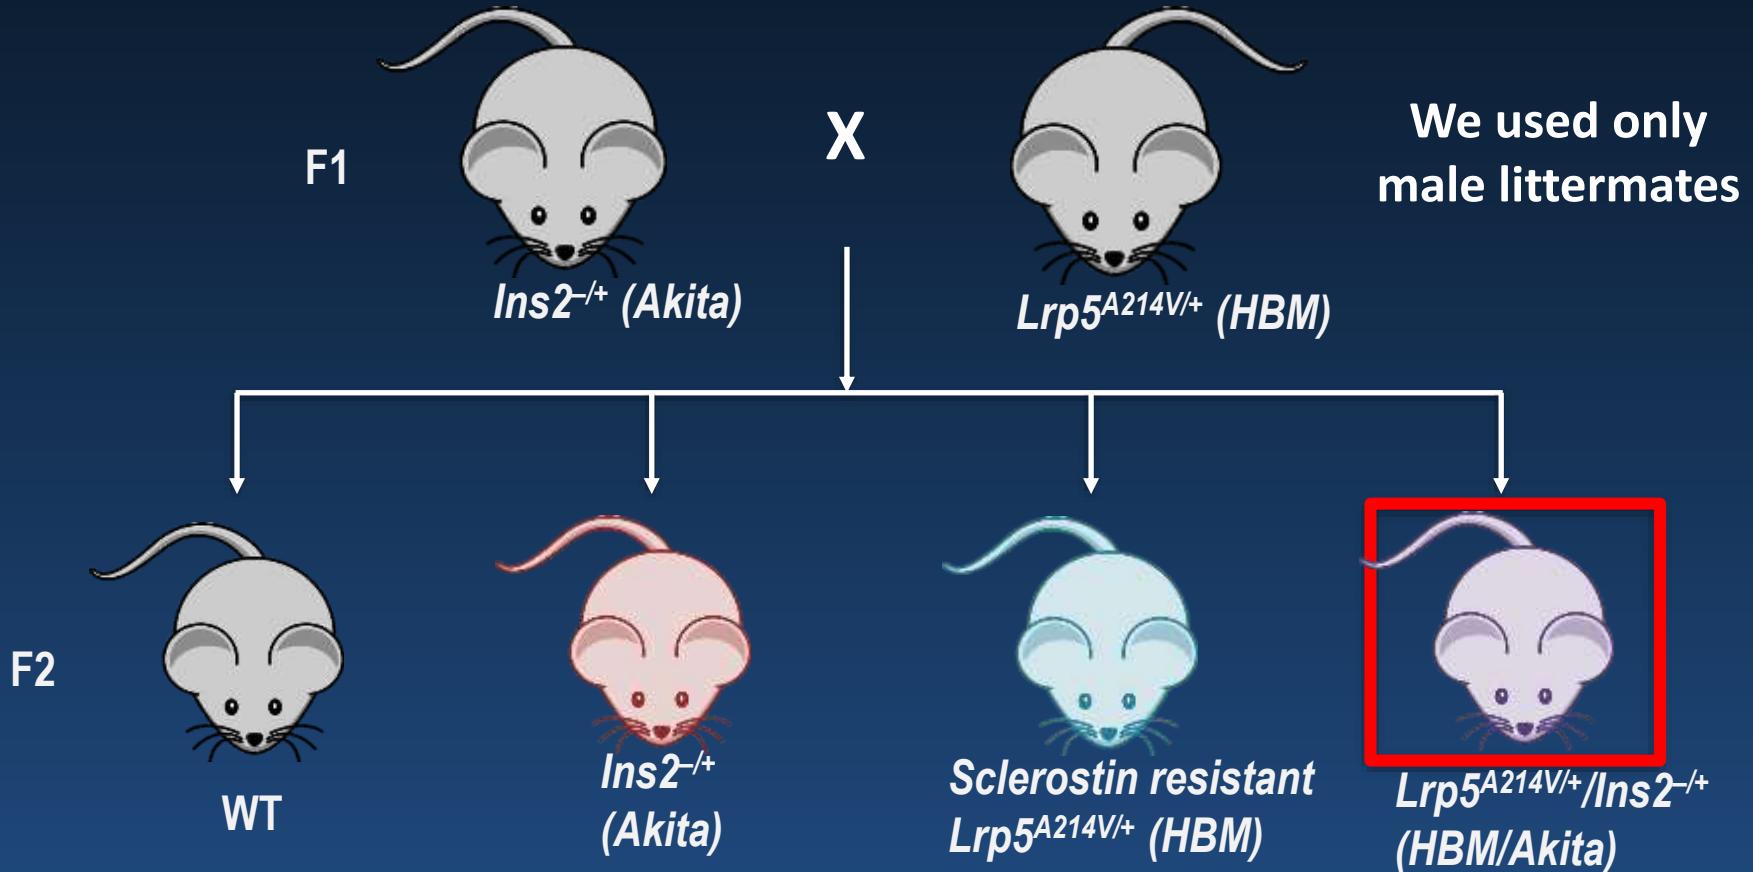 F1
X
We used only
male littermates
Ins2–/+ (Akita)
Lrp5A214V/+ (HBM)
F2
WT
Ins2–/+
(Akita)
Sclerostin resistant
Lrp5A214V/+ (HBM)
Lrp5A214V/+/Ins2–/+
(HBM/Akita)